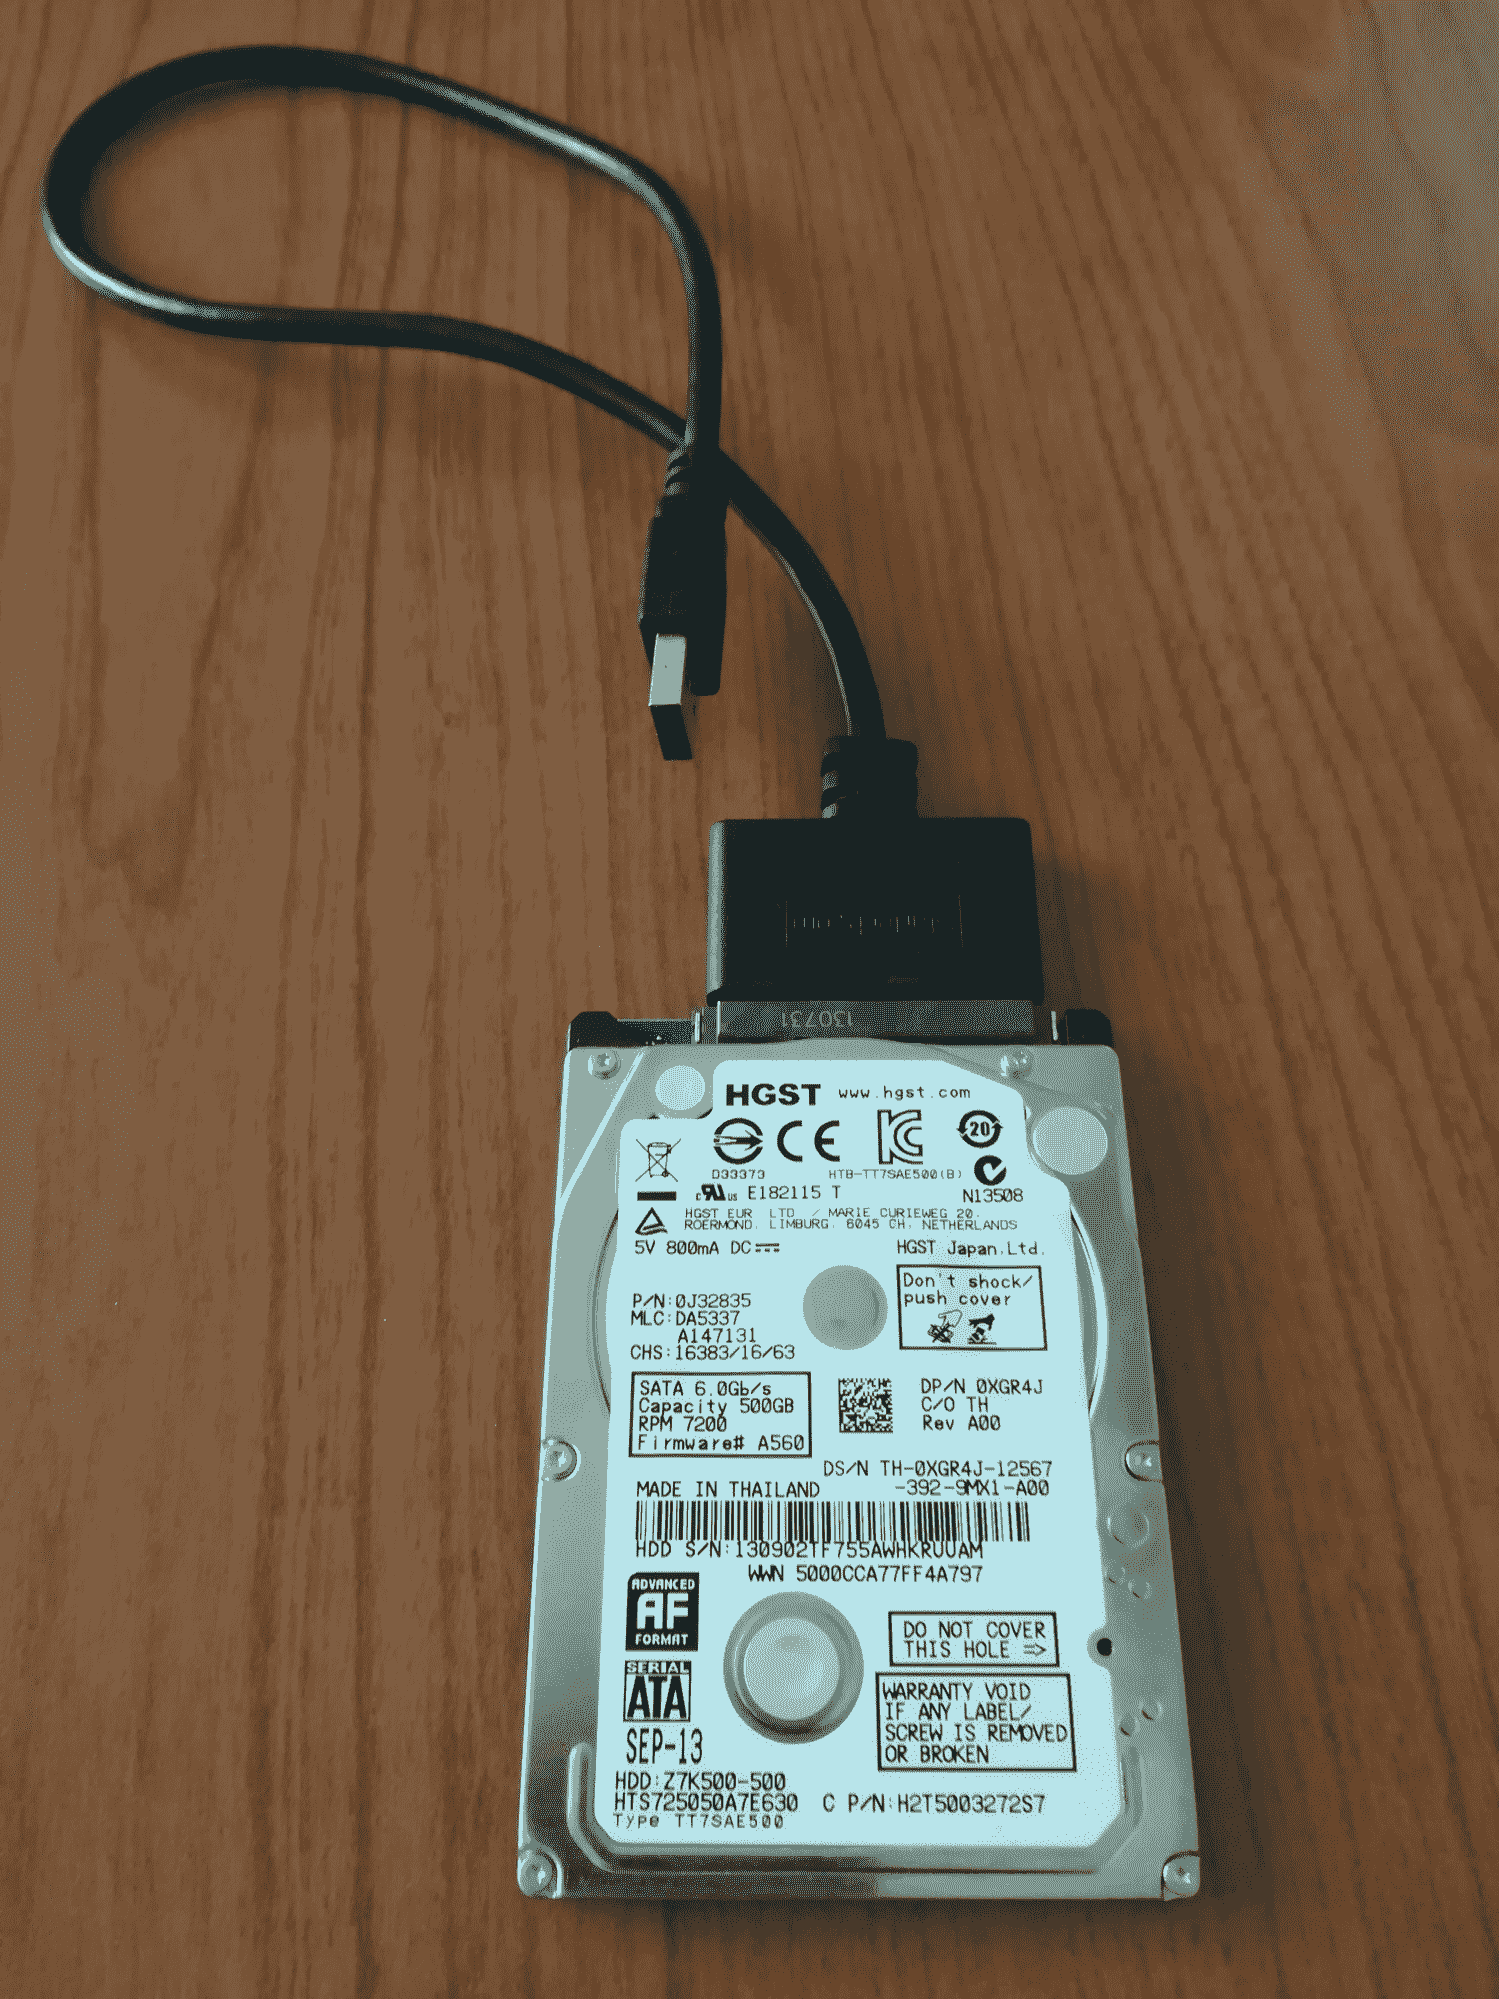 130731
HGST www.hgst.com
CE
20
D33373 HTB-TT7SAE500(B)
c US E182115 T N13508
HGST EUR. LTD. / MARIE CURIEWEG 20.
ROERMOND. LIMBURG. 6045 CH. NETHERLANDS
5V 800mA DC HGST Japan.Ltd.
Don't shock/
push cover
P/N:0J32835
MLC:DA5337
A147131
CHS:16383/16/63
SATA 6.0Gb/s
Capacity 500GB
RPM 7200
Firmware# A560
DP/N 0XGR4J
C/O TH
Rev A00
DS/N TH-0XGR4J-12567
-392-9MX1-A00
MADE IN THAILAND
HDD S/N:130902TF755AWHKRUUAM
WWN 5000CCA77FF4A797
ADVANCED
AF
FORMAT
DO NOT COVER
THIS HOLE ⇒
SERIAL
ATA
WARRANTY VOID
IF ANY LABEL/
SCREW IS REMOVED
OR BROKEN
SEP-13
HDD:Z7K500-500
HTS725050A7E630 C P/N:H2T5003272S7
Type TT7SAE500